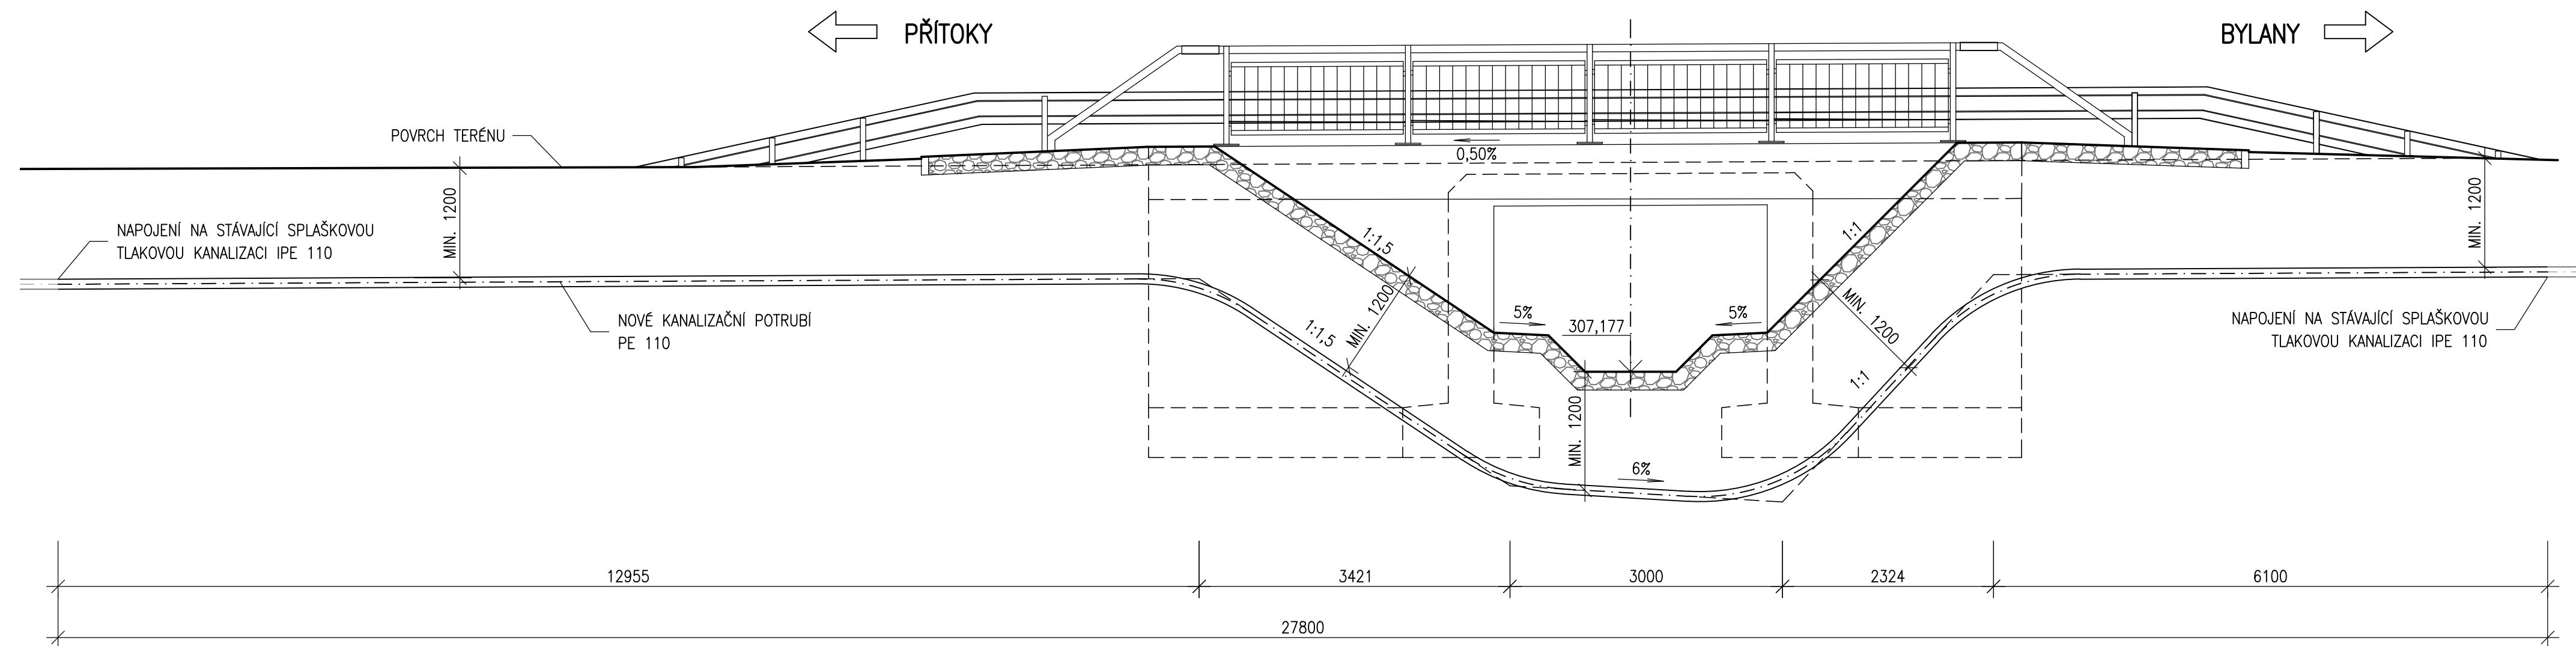 PŘÍTOKY
BYLANY
POVRCH TERÉNU
0,50%
MIN. 1200
MIN. 1200
NAPOJENÍ NA STÁVAJÍCÍ SPLAŠKOVOU
TLAKOVOU KANALIZACI IPE 110
1:1,5
1:1
NOVÉ KANALIZAČNÍ POTRUBÍ
PE 110
1:1,5
MIN. 1200
5%
307,177
5%
MIN. 1200
NAPOJENÍ NA STÁVAJÍCÍ SPLAŠKOVOU
TLAKOVOU KANALIZACI IPE 110
1:1
MIN. 1200
6%
12955
3421
3000
2324
6100
27800